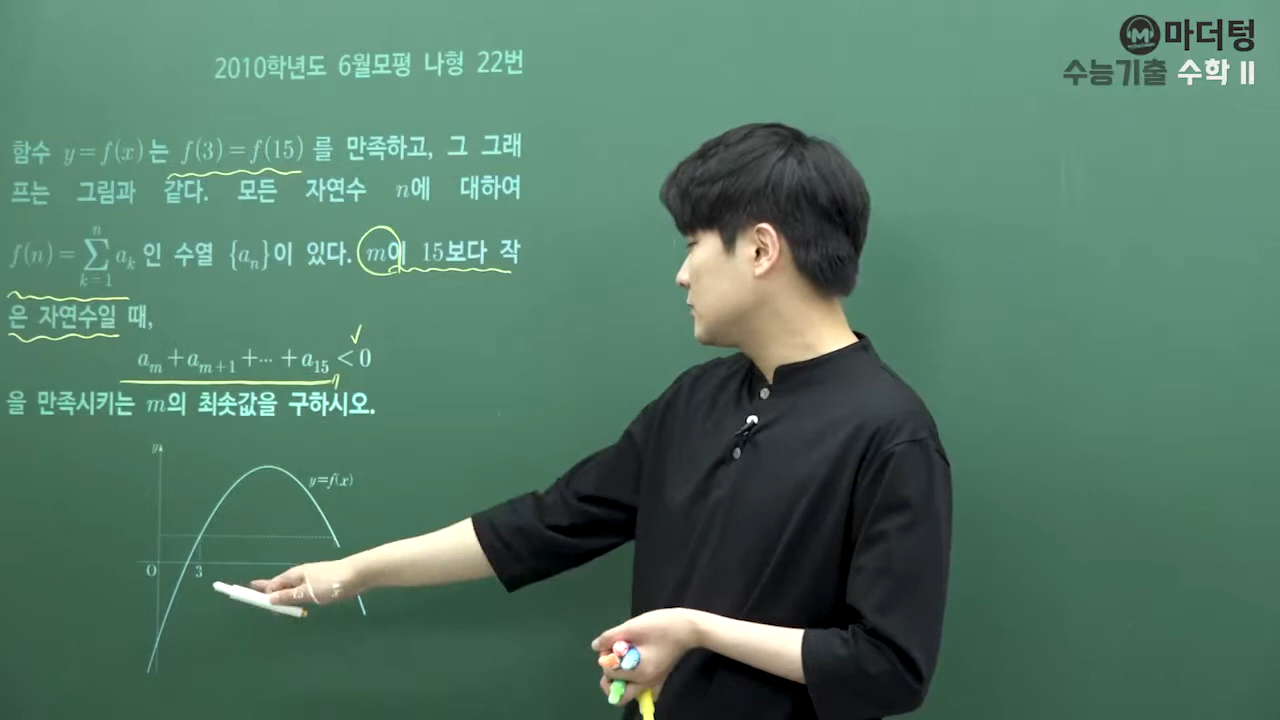 마더텅
수능기출 수학 II
2010학년도 6월모평 나형 22번
함수 y=f(x)는 f(3)=f(15)를 만족하고, 그 그래
프는 그림과 같다. 모든 자연수 n에 대하여
f(n)=∑_{k=1}^{n} a_k 인 수열 {a_n}이 있다. m이 15보다 작
은 자연수일 때,
a_m+a_{m+1}+⋯+a_{15}<0
을 만족시키는 m의 최솟값을 구하시오.
y
y=f(x)
O 3